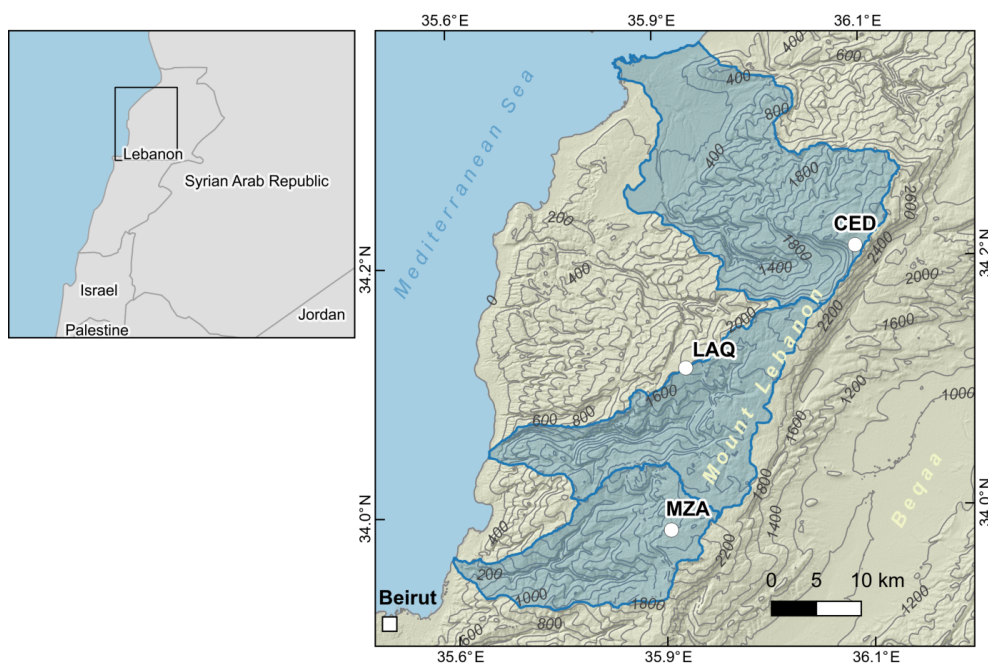 Lebanon
Syrian Arab Republic
Israel
Palestine
Jordan
35.6°E
35.9°E
36.1°E
34.2°N
34.0°N
34.2°N
34.0°N
35.6°E
35.9°E
36.1°E
Mediterranean Sea
Mount Lebanon
Beqaa
CED
LAQ
MZA
Beirut
0 5 10 km
400
600
400
800
400
1800
2600
200
1800
2400
1400
2000
400
0
2200
2000
1600
1600
1200
600
800
1600
1800
1400
400
2200
200
1000
1800
800
600
1200